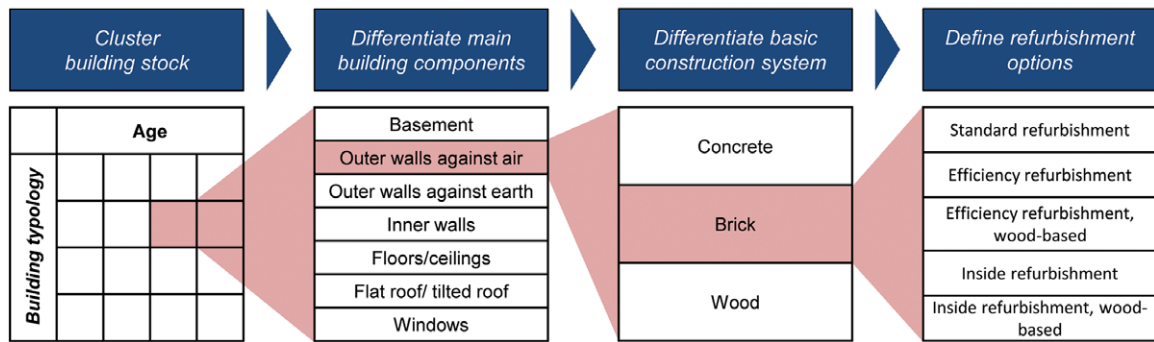 Cluster
building stock
Differentiate main
building components
Differentiate basic
construction system
Define refurbishment
options
Age
Building typology
Basement
Outer walls against air
Outer walls against earth
Inner walls
Floors/ceilings
Flat roof/ tilted roof
Windows
Concrete
Brick
Wood
Standard refurbishment
Efficiency refurbishment
Efficiency refurbishment,
wood-based
Inside refurbishment
Inside refurbishment, wood-
based